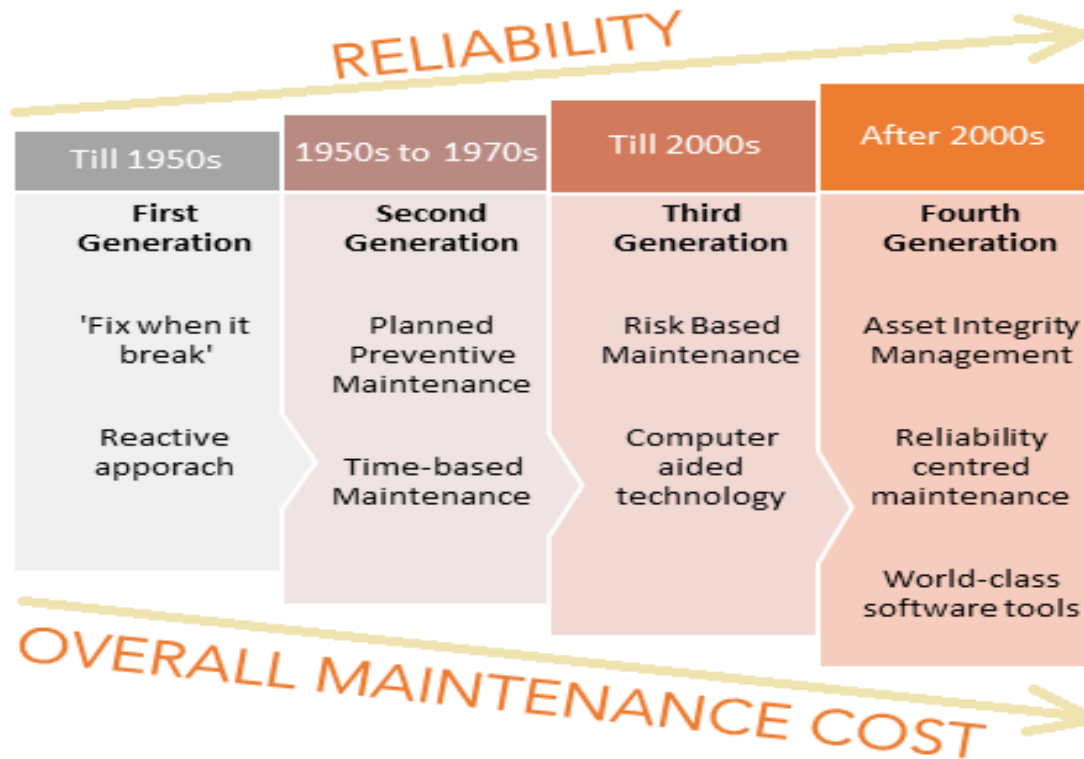 RELIABILITY
Till 1950s
1950s to 1970s
Till 2000s
After 2000s
First
Generation
'Fix when it
break'
Reactive
apporach
Second
Generation
Planned
Preventive
Maintenance
Time-based
Maintenance
Third
Generation
Risk Based
Maintenance
Computer
aided
technology
Fourth
Generation
Asset Integrity
Management
Reliability
centred
maintenance
World-class
software tools
OVERALL MAINTENANCE COST